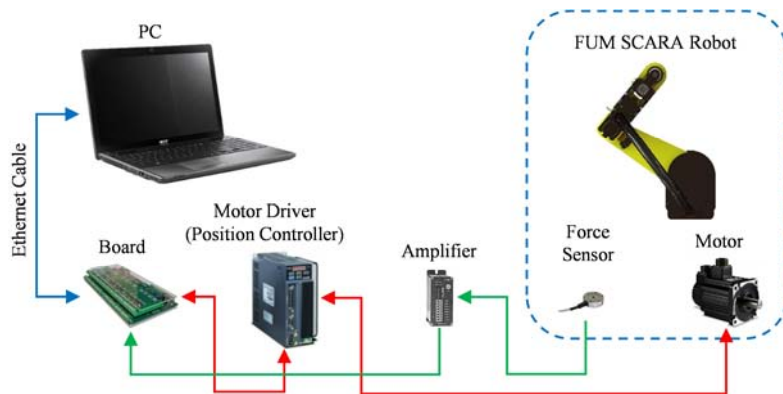 PC
FUM SCARA Robot
Ethernet Cable
Motor Driver
(Position Controller)
Board
Amplifier
Force
Sensor
Motor